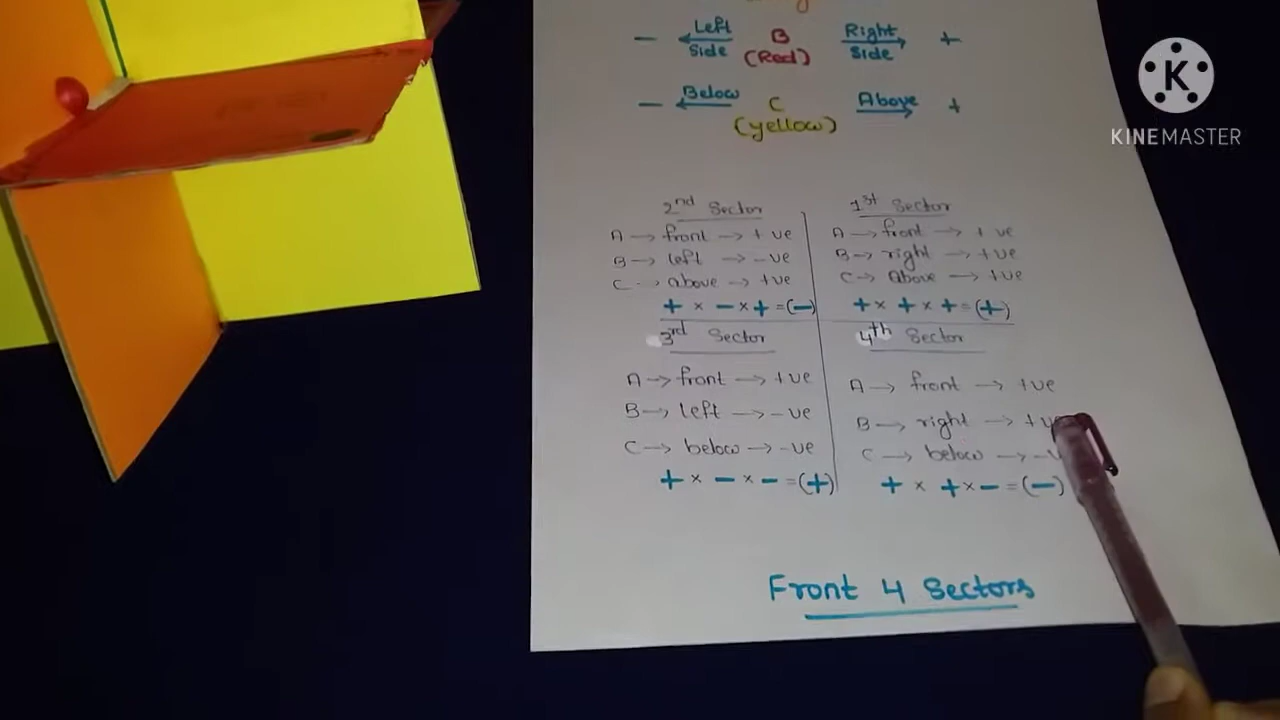 - ← Left Side B (Red) Right Side → +
- ← Below C (yellow) Above → +
2nd Sector
A → front → +ve
B → left → -ve
C → above → +ve
+ × - × + = (-)
1st Sector
A → front → +ve
B → right → +ve
C → Above → +ve
+ × + × + = (+)
3rd Sector
A → front → +ve
B → left → -ve
C → below → -ve
+ × - × - = (+)
4th Sector
A → front → +ve
B → right → +ve
C → below → -v
+ × + × - = (-)
Front 4 Sectors
K
KINEMASTER